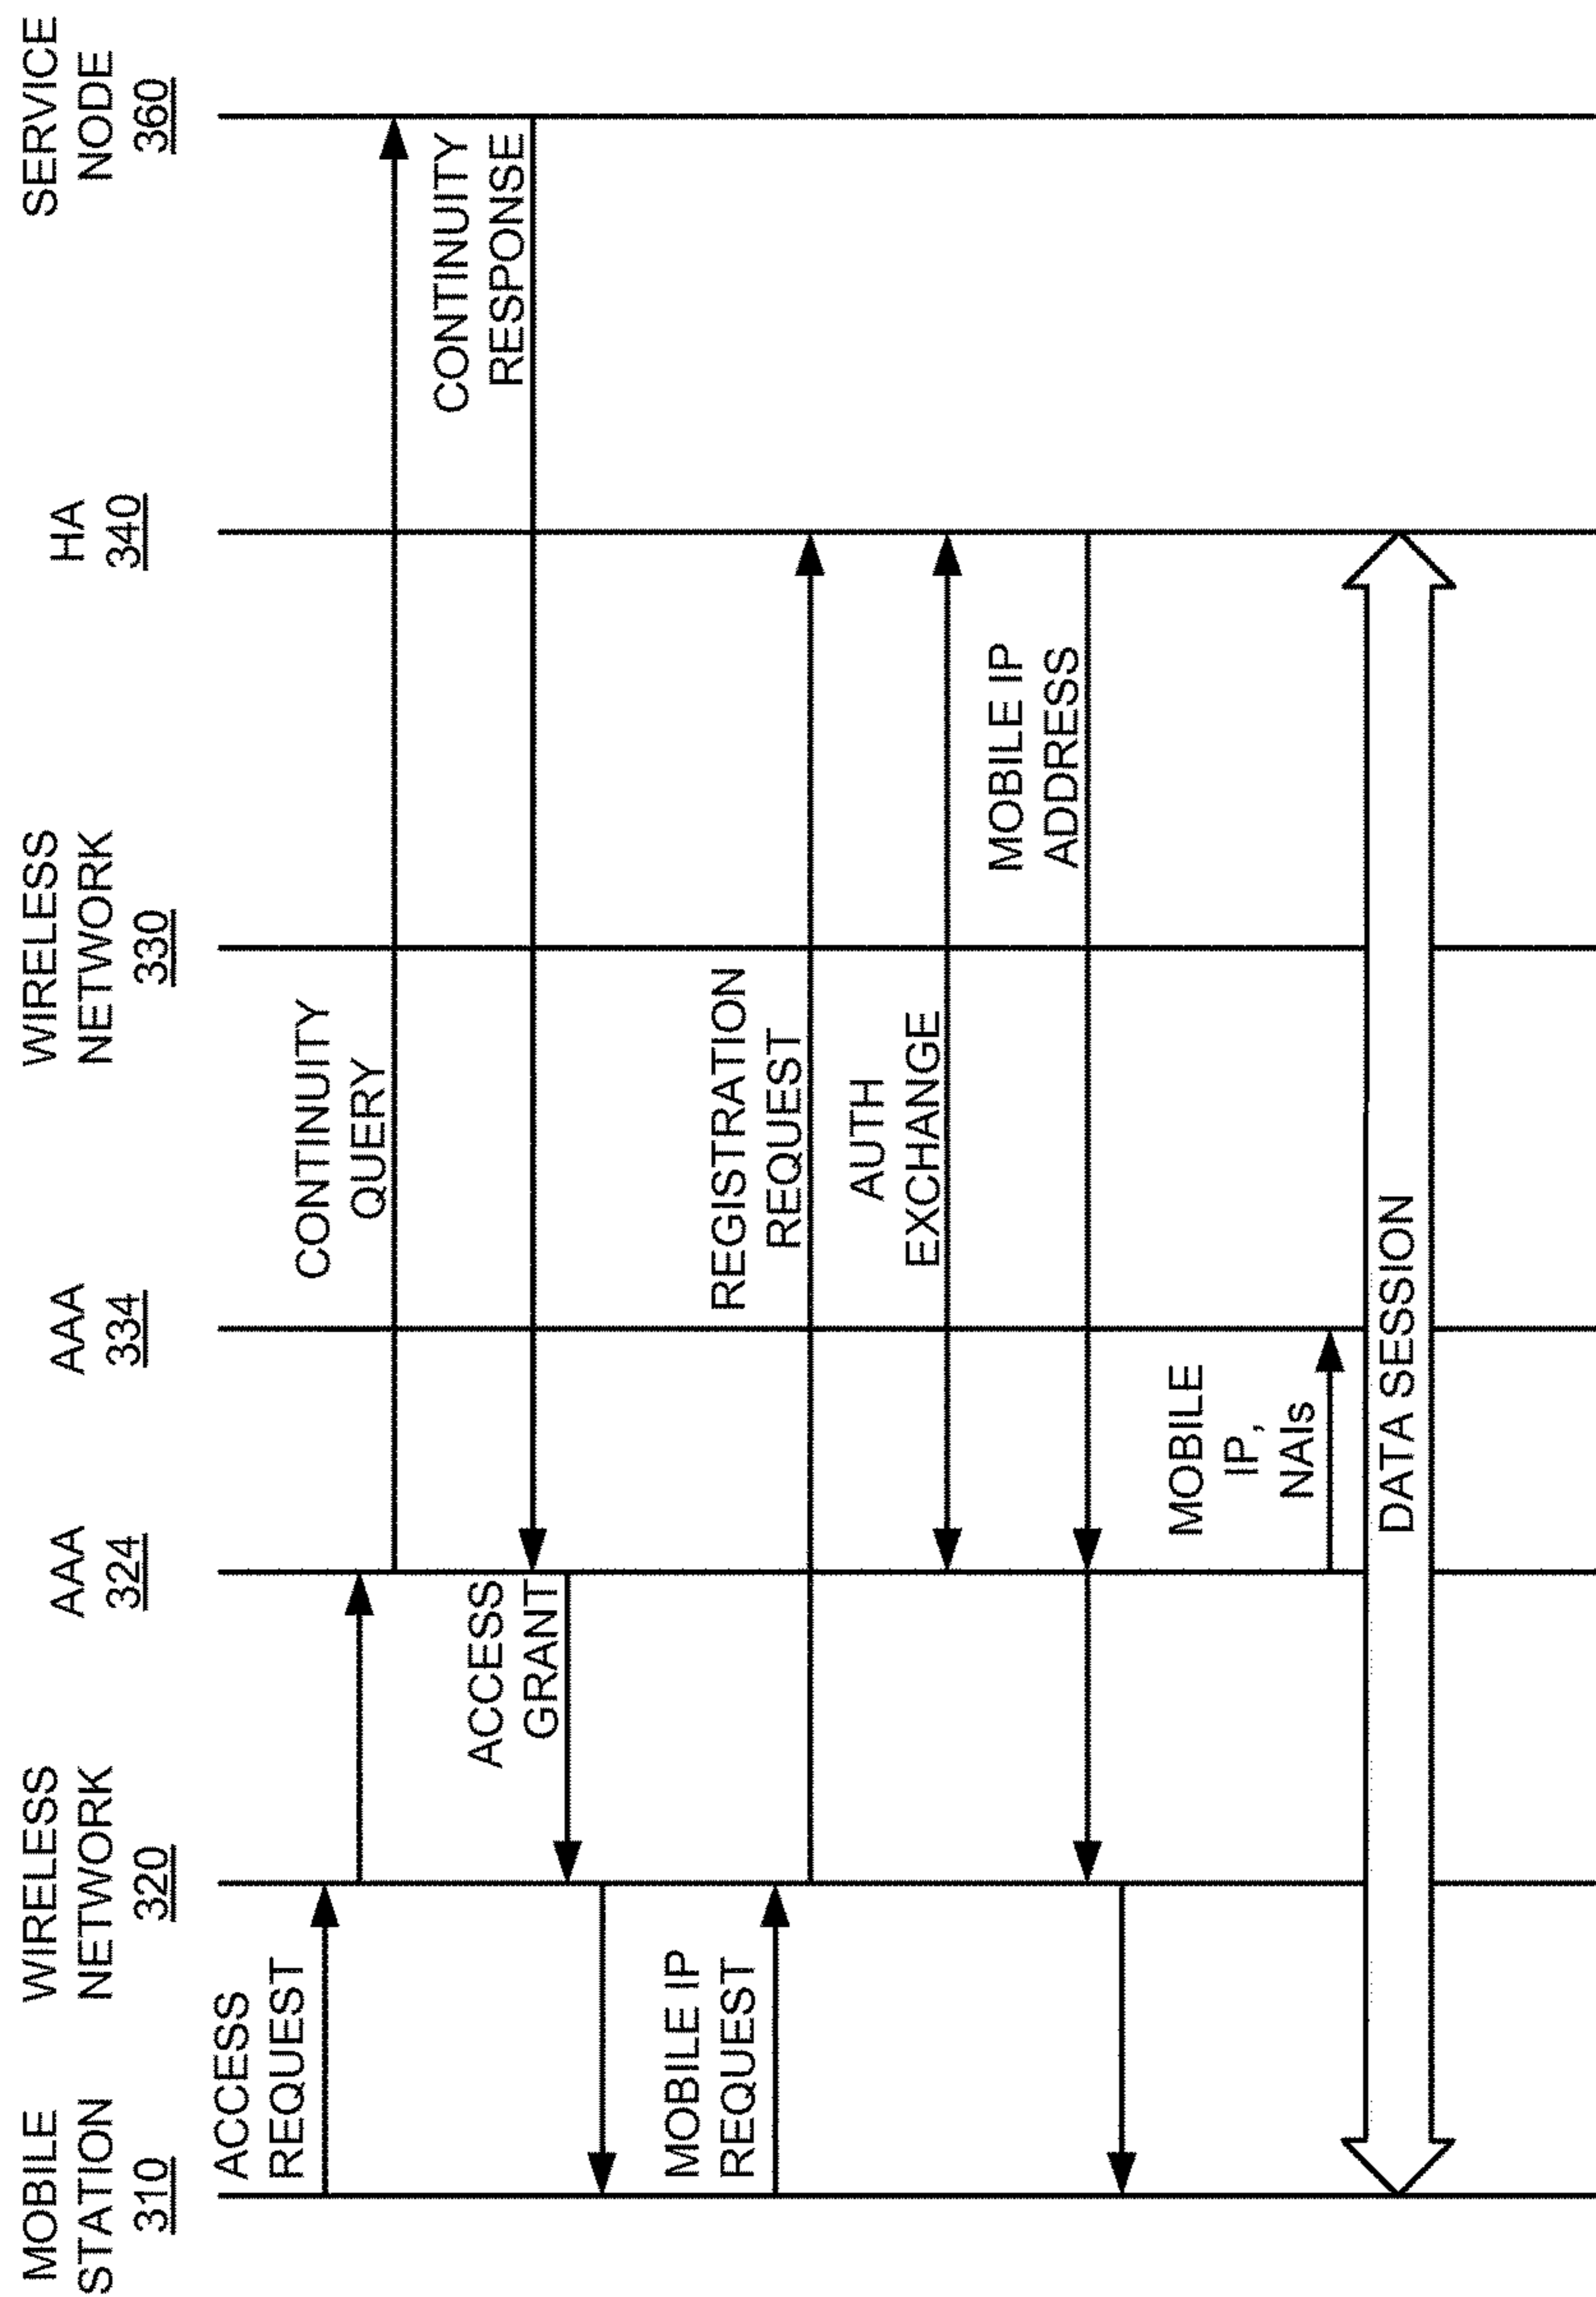 MOBILE
STATION
310
WIRELESS
NETWORK
320
AAA
324
AAA
334
WIRELESS
NETWORK
330
HA
340
SERVICE
NODE
360
ACCESS
REQUEST
CONTINUITY
QUERY
CONTINUITY
RESPONSE
ACCESS
GRANT
MOBILE IP
REQUEST
REGISTRATION
REQUEST
AUTH
EXCHANGE
MOBILE IP
ADDRESS
MOBILE
IP,
NAIs
DATA SESSION